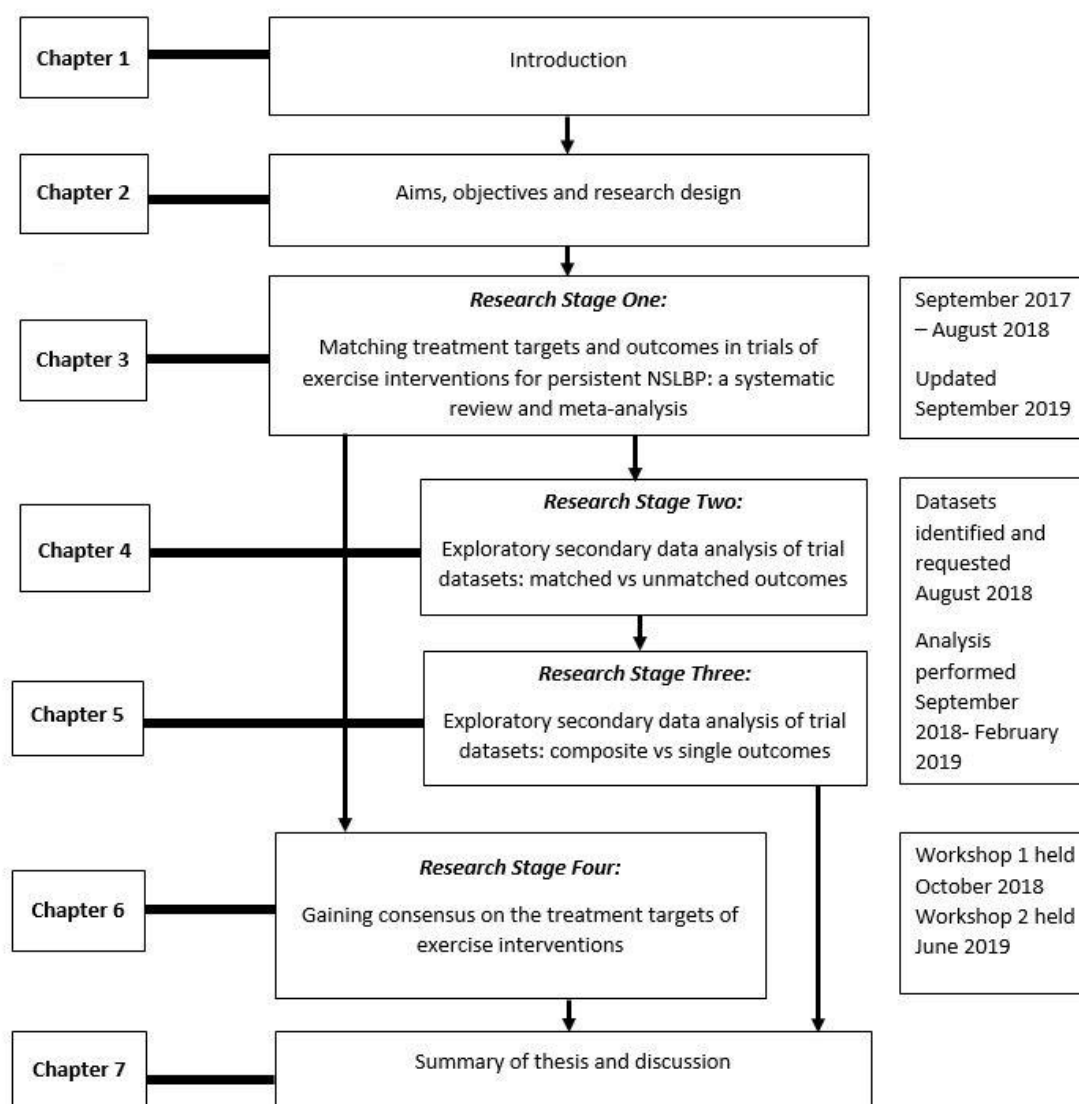 Chapter 1
Introduction
Chapter 2
Aims, objectives and research design
Chapter 3
Research Stage One:
Matching treatment targets and outcomes in trials of
exercise interventions for persistent NSLBP: a systematic
review and meta-analysis
September 2017
– August 2018
Updated
September 2019
Chapter 4
Research Stage Two:
Exploratory secondary data analysis of trial
datasets: matched vs unmatched outcomes
Datasets
identified and
requested
August 2018
Analysis
performed
September
2018- February
2019
Chapter 5
Research Stage Three:
Exploratory secondary data analysis of trial
datasets: composite vs single outcomes
Chapter 6
Research Stage Four:
Gaining consensus on the treatment targets of
exercise interventions
Workshop 1 held
October 2018
Workshop 2 held
June 2019
Chapter 7
Summary of thesis and discussion